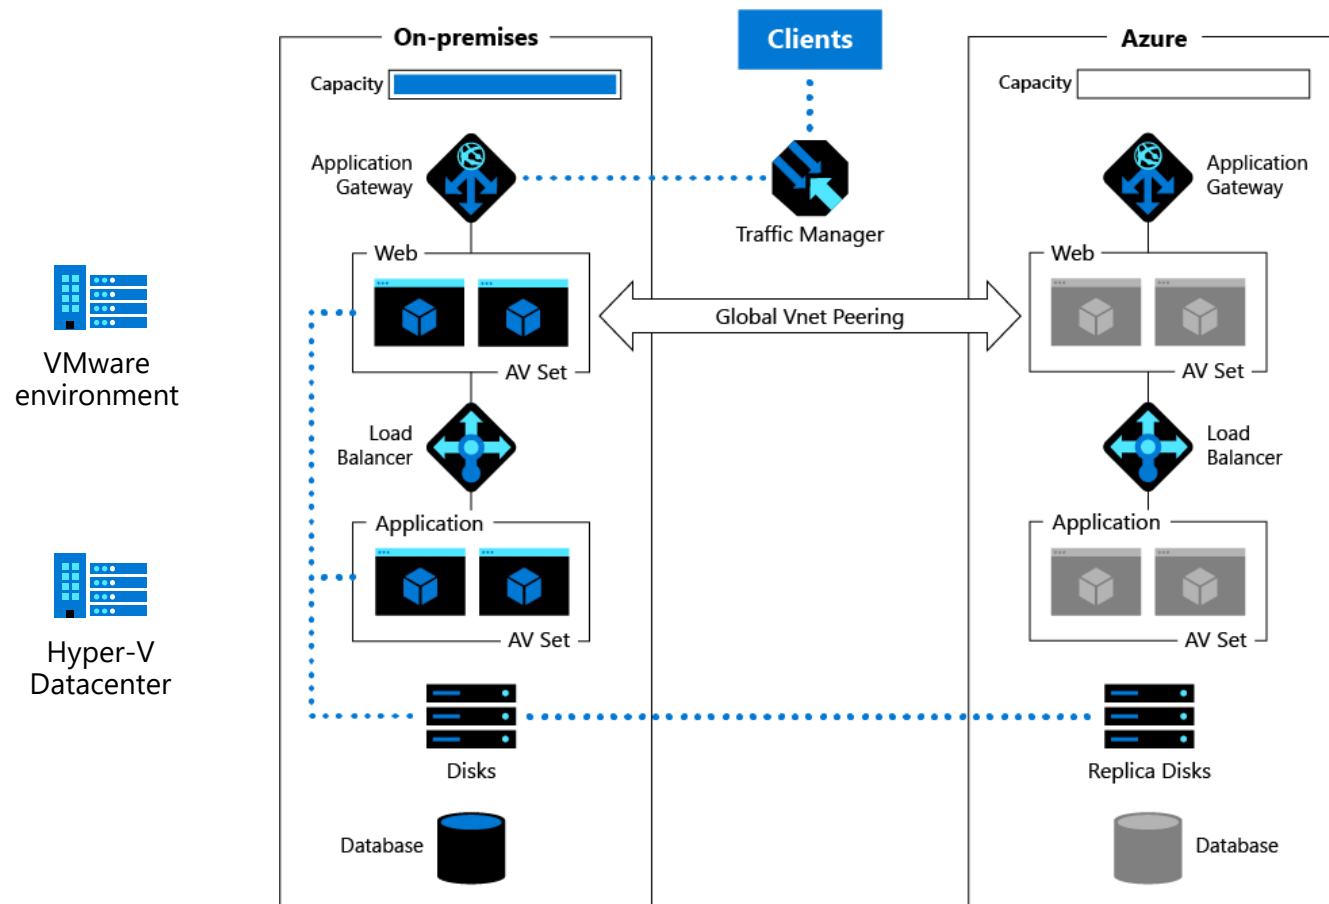 On-premises
Clients
Azure
Capacity
Capacity
Application
Gateway
Traffic Manager
Application
Gateway
Web
Web
VMware
environment
Global Vnet Peering
AV Set
AV Set
Load
Balancer
Load
Balancer
Application
Application
Hyper-V
Datacenter
AV Set
AV Set
Disks
Replica Disks
Database
Database